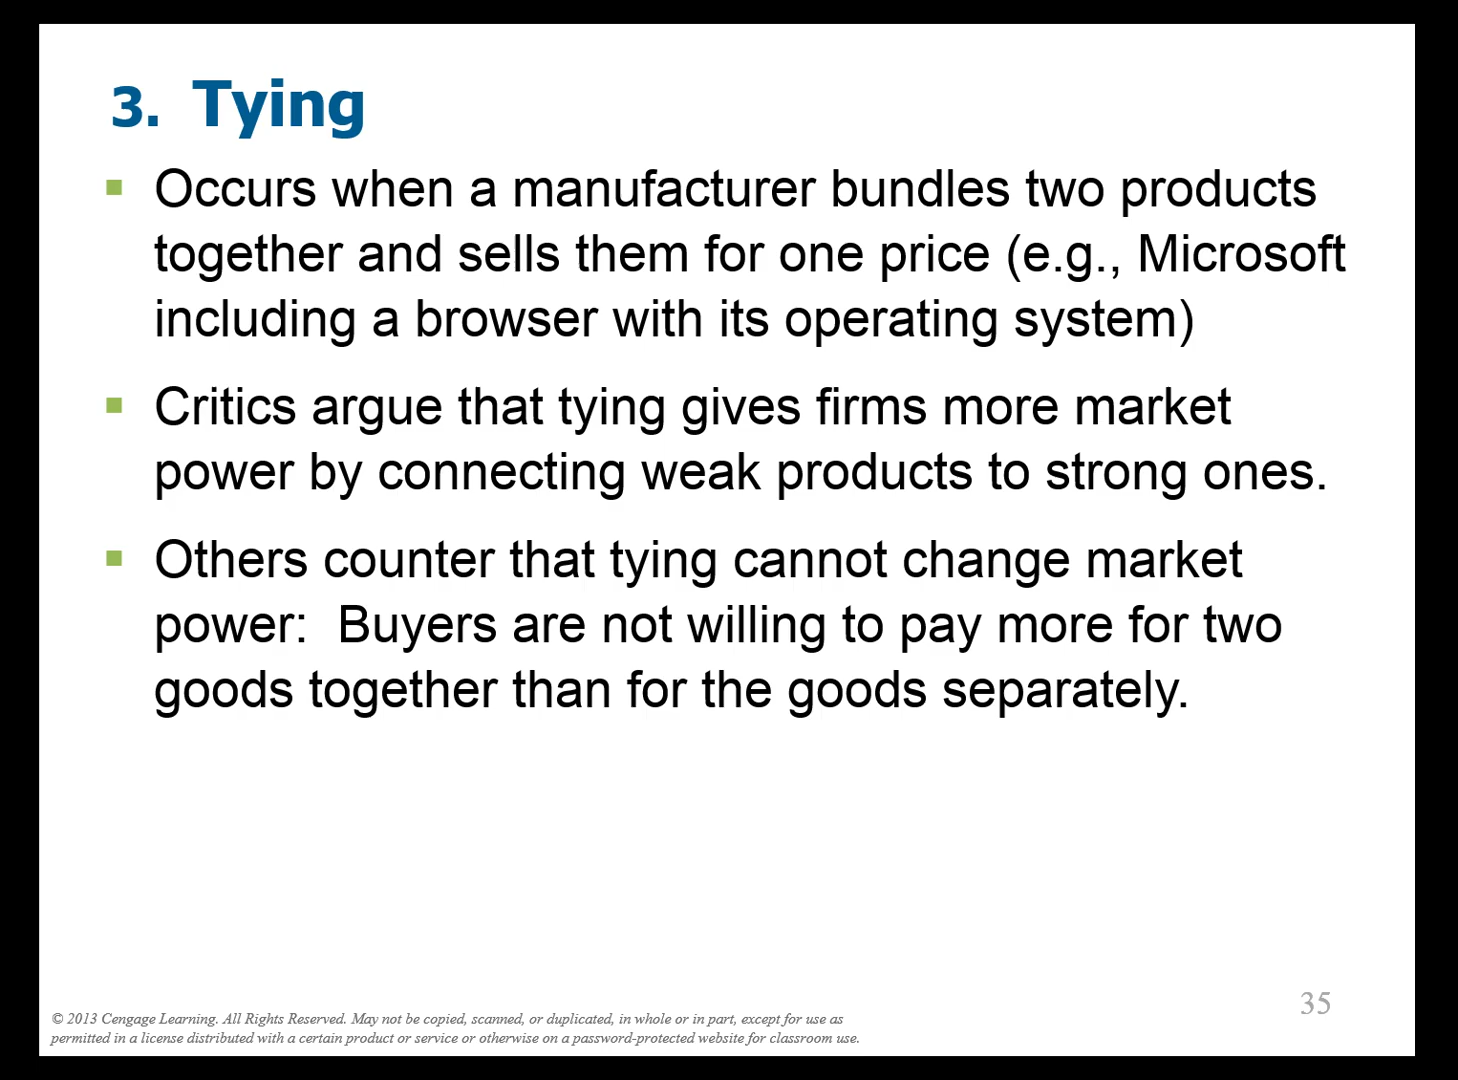 3. Tying
▪ Occurs when a manufacturer bundles two products
together and sells them for one price (e.g., Microsoft
including a browser with its operating system)
▪ Critics argue that tying gives firms more market
power by connecting weak products to strong ones.
▪ Others counter that tying cannot change market
power:  Buyers are not willing to pay more for two
goods together than for the goods separately.
35
© 2013 Cengage Learning. All Rights Reserved. May not be copied, scanned, or duplicated, in whole or in part, except for use as
permitted in a license distributed with a certain product or service or otherwise on a password-protected website for classroom use.